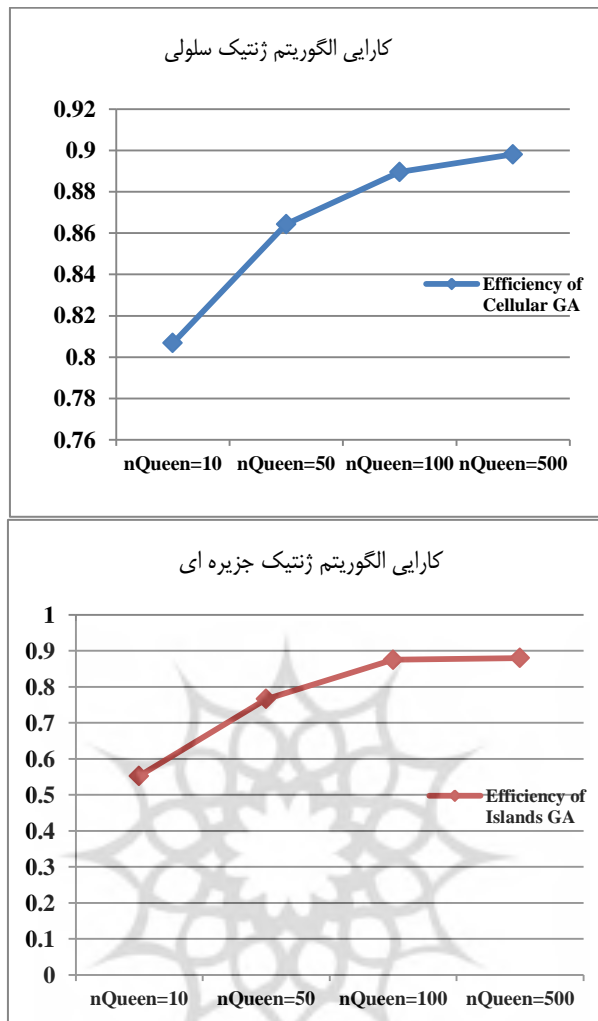 کارایی الگوریتم ژنتیک سلولی
0.92
0.9
0.88
0.86
0.84
0.82
0.8
0.78
0.76
Efficiency of
Cellular GA
nQueen=10 nQueen=50 nQueen=100 nQueen=500
کارایی الگوریتم ژنتیک جزیره ای
1
0.9
0.8
0.7
0.6
0.5
0.4
0.3
0.2
0.1
0
Efficiency of
Islands GA
nQueen=10 nQueen=50 nQueen=100 nQueen=500